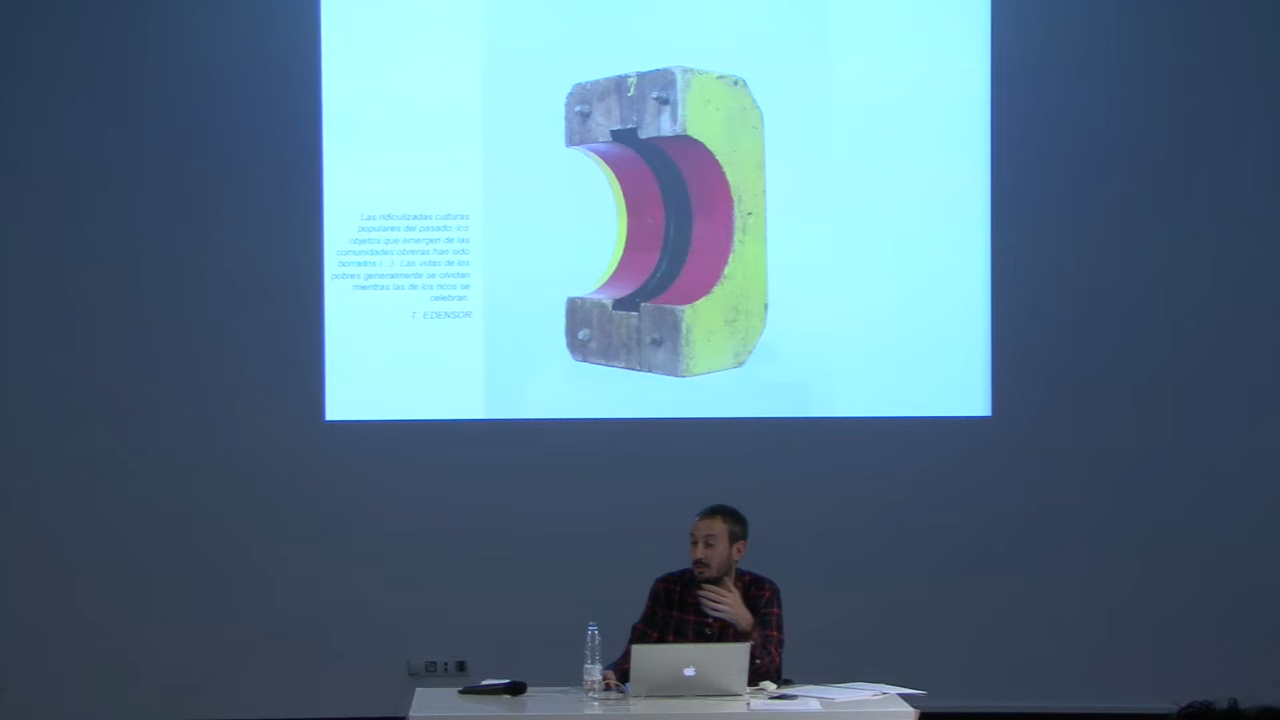 Las ridiculizadas culturas
populares del pasado, los
objetos que emergen de las
comunidades obreras han sido
borrados (...). Las vidas de los
pobres generalmente se olvidan
mientras las de los ricos se
celebran.
T. EDENSOR